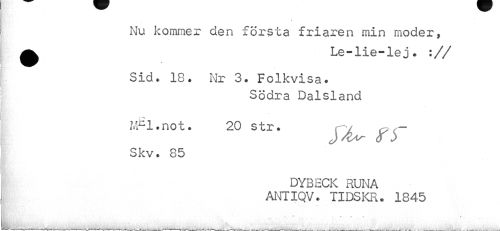 Nu kommer den första friaren min moder,
Le-lie-lej. ://
Sid. 18. Nr 3. Folkvisa.
Södra Dalsland
Mel.not. 20 str.
Skv 85
Skv. 85
DYBECK RUNA
ANTIQV. TIDSKR. 1845